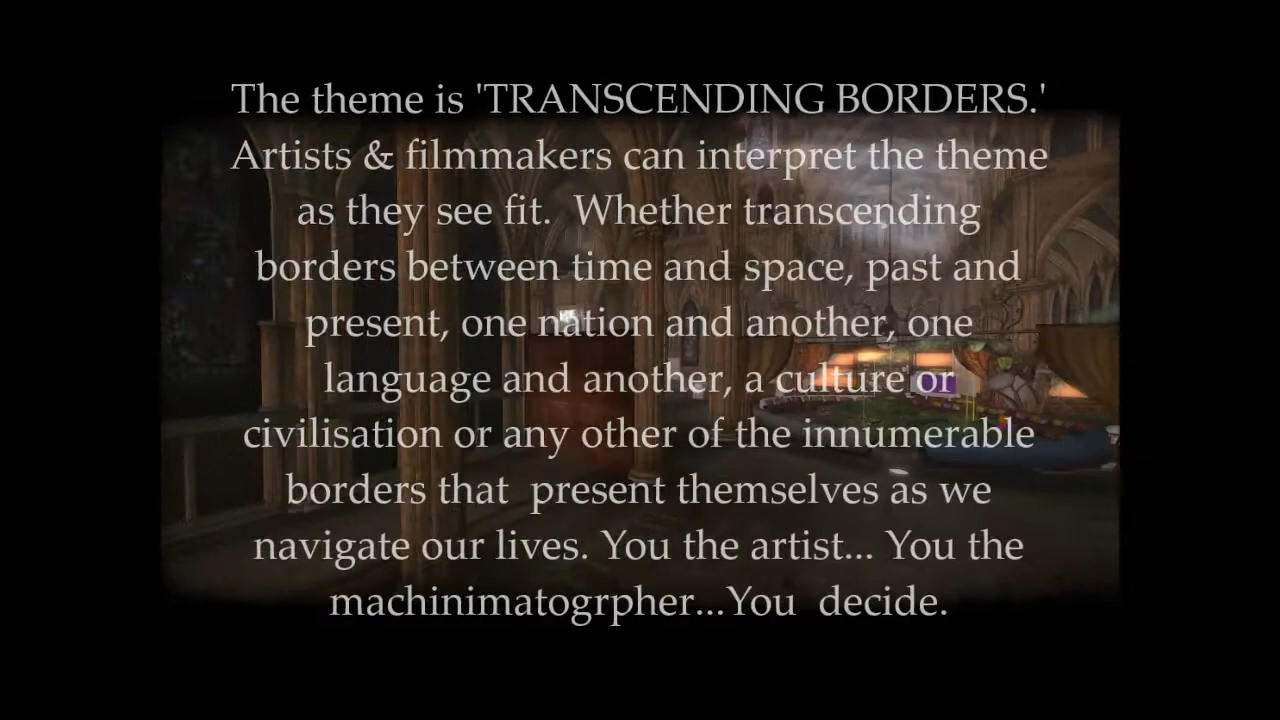 The theme is 'TRANSCENDING BORDERS.'
Artists & filmmakers can interpret the theme
as they see fit.  Whether transcending
borders between time and space, past and
present, one nation and another, one
language and another, a culture or
civilisation or any other of the innumerable
borders that  present themselves as we
navigate our lives. You the artist... You the
machinimatogrpher...You  decide.